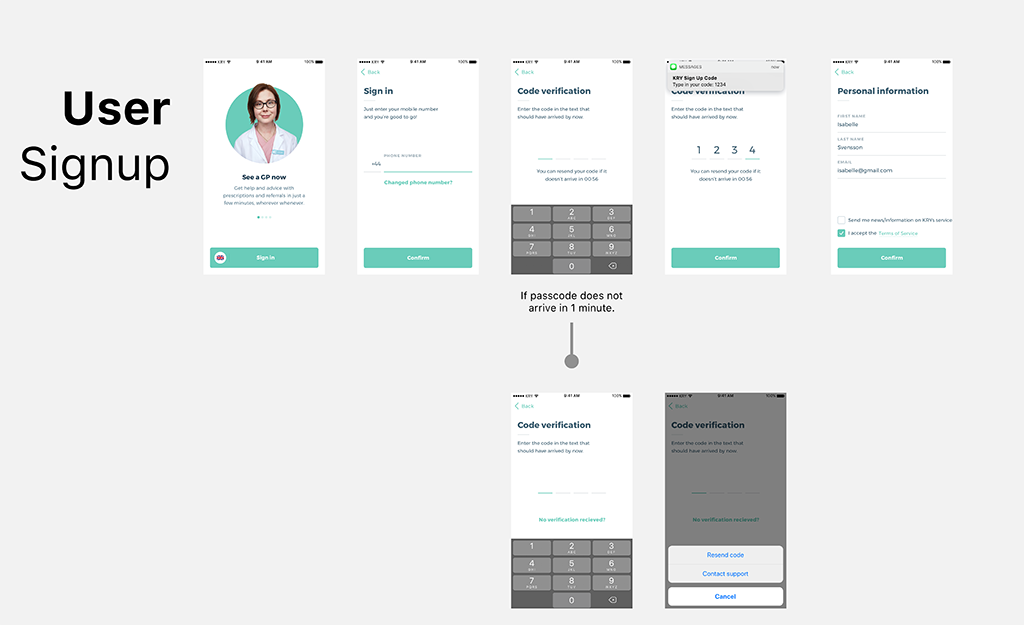 User
Signup
KRY 9:41 AM 100%
See a GP now
Get help and advice with
prescriptions and referrals in just a
few minutes, wherever whenever.
Sign in
KRY 9:41 AM 100%
Back
Sign in
Just enter your mobile number
and you're good to go!
PHONE NUMBER
+44
Changed phone number?
Confirm
KRY 9:41 AM 100%
Back
Code verification
Enter the code in the text that
should have arrived by now.
You can resend your code if it
doesn't arrive in 00:56
1 2 3
ABC DEF
4 5 6
GHI JKL MNO
7 8 9
PQRS TUV WXYZ
0
MESSAGES now
KRY Sign Up Code
Type in your code: 1234
Code verification
Enter the code in the text that
should have arrived by now.
1 2 3 4
You can resend your code if it
doesn't arrive in 00:56
Confirm
KRY 9:41 AM 100%
Back
Personal information
FIRST NAME
Isabelle
LAST NAME
Svensson
EMAIL
isabelle@gmail.com
Send me news/information on KRYs service
I accept the Terms of Service
Confirm
If passcode does not
arrive in 1 minute.
KRY 9:41 AM 100%
Back
Code verification
Enter the code in the text that
should have arrived by now.
No verification recieved?
1 2 3
ABC DEF
4 5 6
GHI JKL MNO
7 8 9
PQRS TUV WXYZ
0
KRY 9:41 AM 100%
Back
Code verification
Enter the code in the text that
should have arrived by now.
No verification recieved?
Resend code
Contact support
Cancel